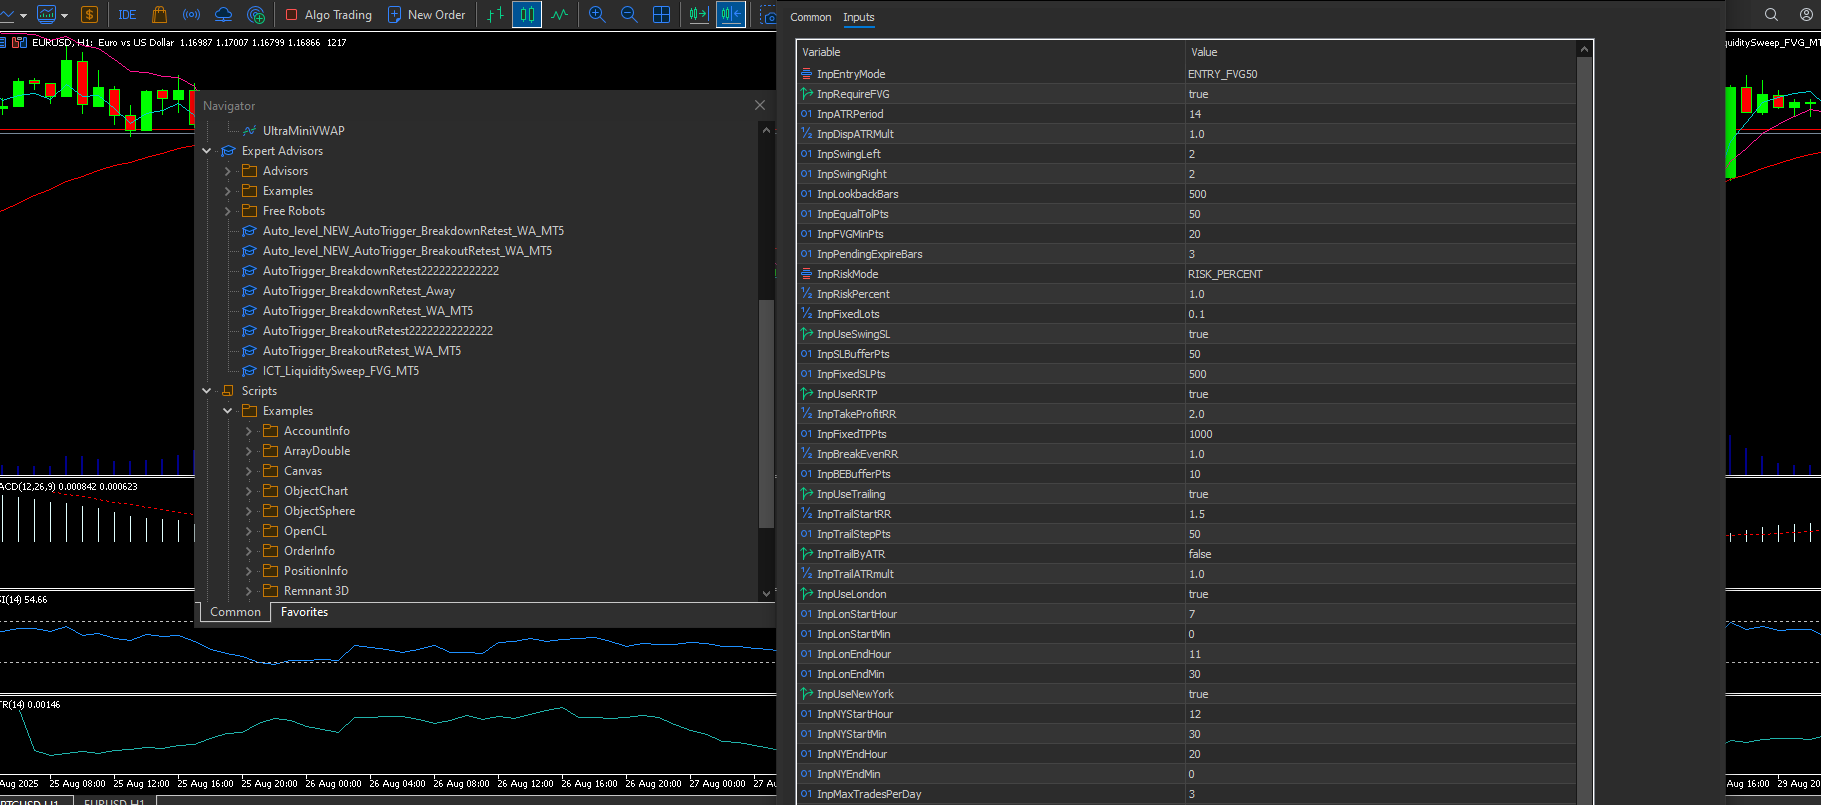 IDE
Algo Trading
New Order
EURUSD, H1: Euro vs US Dollar 1.16987 1.17007 1.16799 1.16866 1217
Navigator
UltraMiniVWAP
Expert Advisors
Advisors
Examples
Free Robots
Auto_level_NEW_AutoTrigger_BreakdownRetest_WA_MT5
Auto_level_NEW_AutoTrigger_BreakoutRetest_WA_MT5
AutoTrigger_BreakdownRetest2222222222222
AutoTrigger_BreakdownRetest_Away
AutoTrigger_BreakdownRetest_WA_MT5
AutoTrigger_BreakoutRetest22222222222222
AutoTrigger_BreakoutRetest_WA_MT5
ICT_LiquiditySweep_FVG_MT5
Scripts
Examples
AccountInfo
ArrayDouble
Canvas
ObjectChart
ObjectSphere
OpenCL
OrderInfo
PositionInfo
Remnant 3D
Common Favorites
ACD(12,26,9) 0.000842 0.000623
SI(14) 54.66
TR(14) 0.00146
Aug 2025 25 Aug 08:00 25 Aug 12:00 25 Aug 16:00 25 Aug 20:00 26 Aug 00:00 26 Aug 04:00 26 Aug 08:00 26 Aug 12:00 26 Aug 16:00 26 Aug 20:00 27 Aug 00:00 27 Au
EURUSD,H1
Common Inputs
Variable Value
InpEntryMode ENTRY_FVG50
InpRequireFVG true
InpATRPeriod 14
InpDispATRMult 1.0
InpSwingLeft 2
InpSwingRight 2
InpLookbackBars 500
InpEqualTolPts 50
InpFVGMinPts 20
InpPendingExpireBars 3
InpRiskMode RISK_PERCENT
InpRiskPercent 1.0
InpFixedLots 0.1
InpUseSwingSL true
InpSLBufferPts 50
InpFixedSLPts 500
InpUseRRTP true
InpTakeProfitRR 2.0
InpFixedTPPts 1000
InpBreakEvenRR 1.0
InpBEBufferPts 10
InpUseTrailing true
InpTrailStartRR 1.5
InpTrailStepPts 50
InpTrailByATR false
InpTrailATRmult 1.0
InpUseLondon true
InpLonStartHour 7
InpLonStartMin 0
InpLonEndHour 11
InpLonEndMin 30
InpUseNewYork true
InpNYStartHour 12
InpNYStartMin 30
InpNYEndHour 20
InpNYEndMin 0
InpMaxTradesPerDay 3
quiditySweep_FVG_MT
Aug 16:00 29 Aug 20